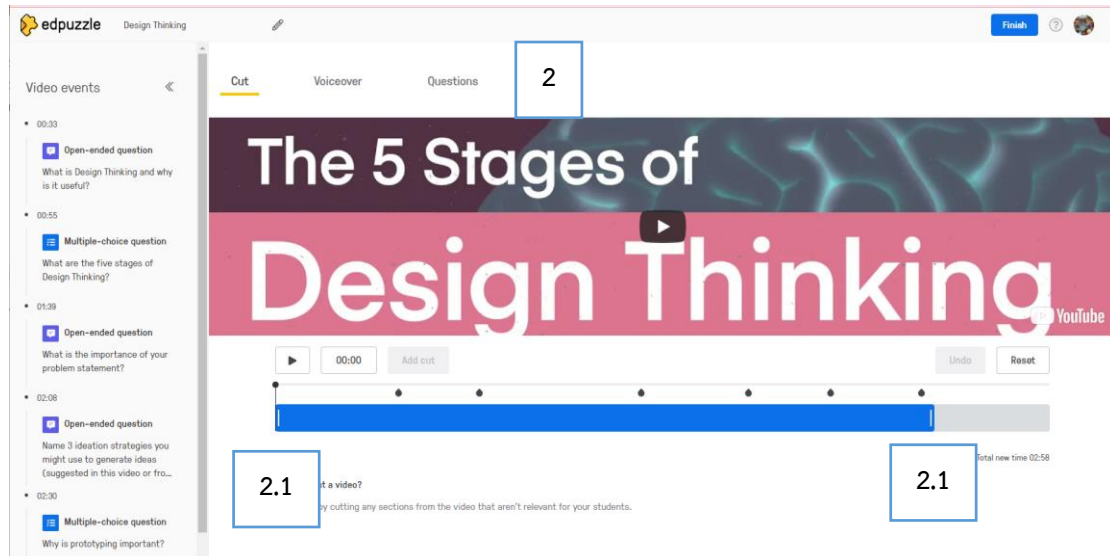 edpuzzle
Design Thinking
Finish
Video events
00:33
Open-ended question
What is Design Thinking and why
is it useful?
00:55
Multiple-choice question
What are the five stages of
Design Thinking?
01:39
Open-ended question
What is the importance of your
problem statement?
02:08
Open-ended question
Name 3 ideation strategies you
might use to generate ideas
(suggested in this video or fro...
02:30
Multiple-choice question
Why is prototyping important?
Cut Voiceover Questions
2
The 5 Stages of
Design Thinking
YouTube
00:00 Add cut Undo Reset
Total new time 02:58
2.1
a video?
by cutting any sections from the video that aren't relevant for your students.
2.1